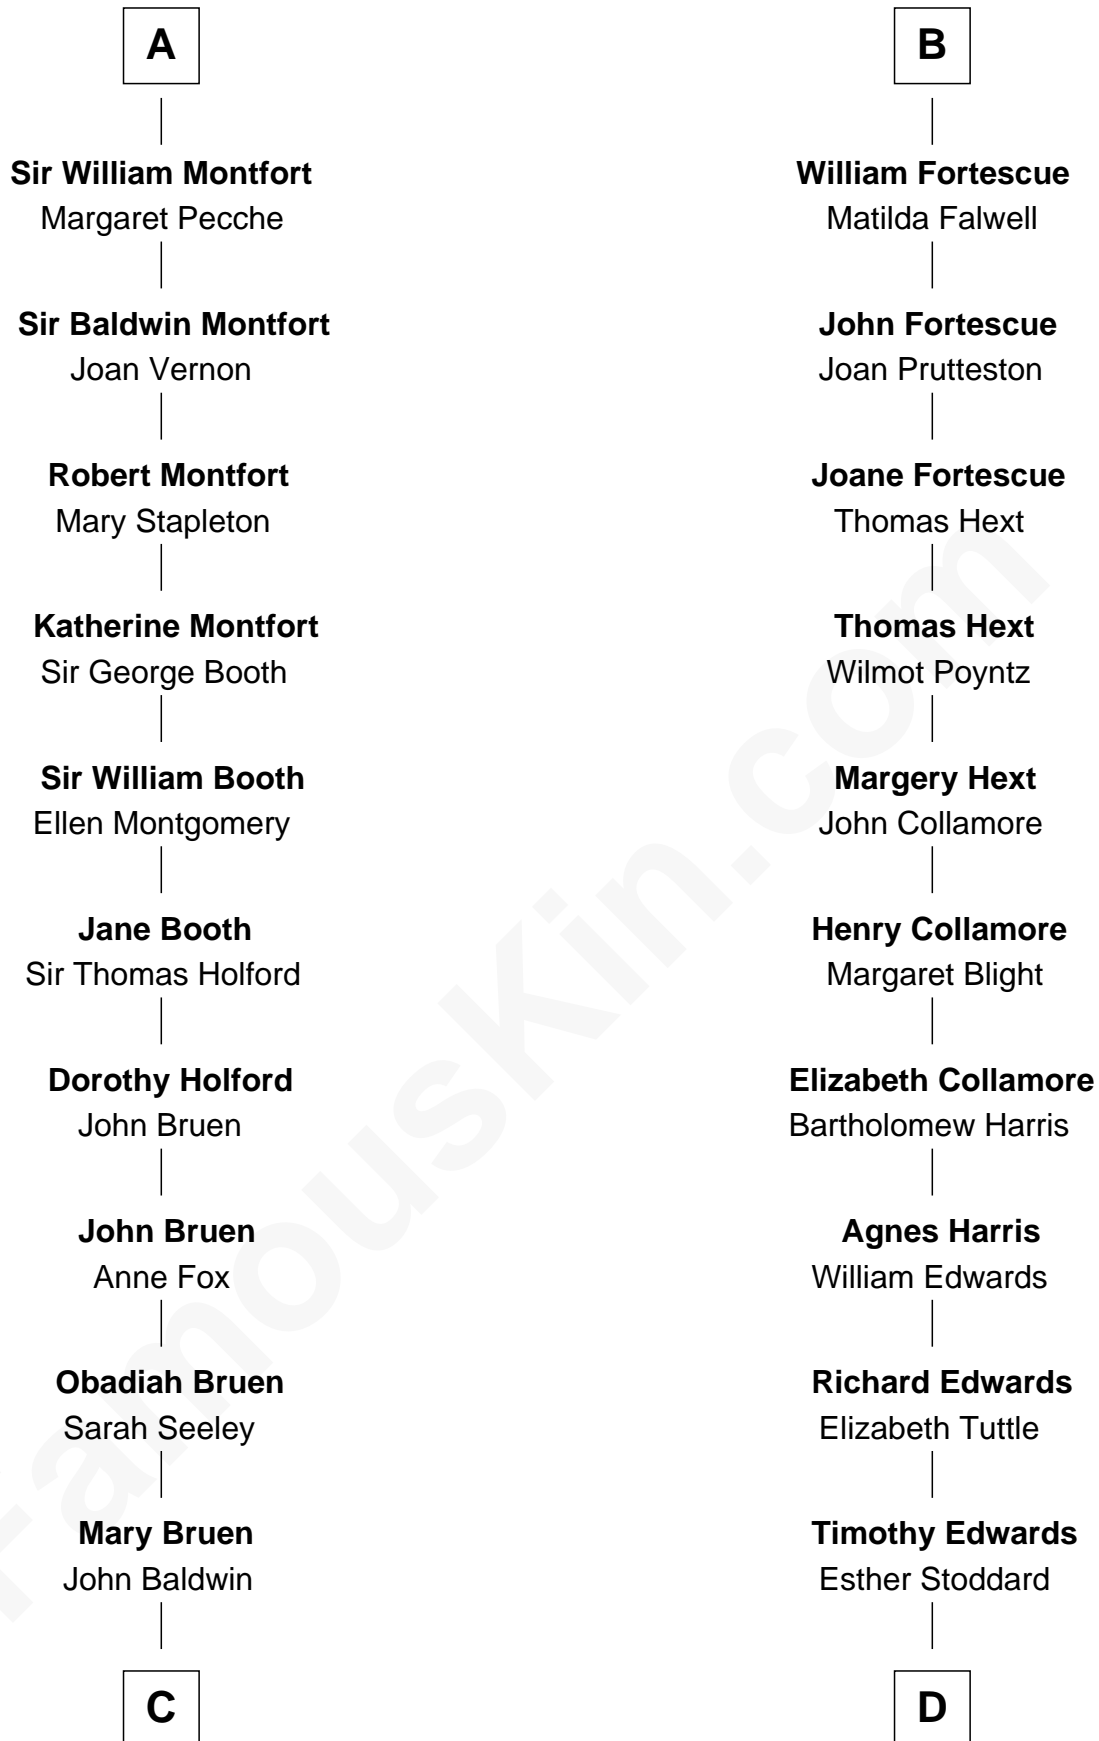 A
Sir William Montfort
Margaret Pecche
Sir Baldwin Montfort
Joan Vernon
Robert Montfort
Mary Stapleton
Katherine Montfort
Sir George Booth
Sir William Booth
Ellen Montgomery
Jane Booth
Sir Thomas Holford
Dorothy Holford
John Bruen
John Bruen
Anne Fox
Obadiah Bruen
Sarah Seeley
Mary Bruen
John Baldwin
C
B
William Fortescue
Matilda Falwell
John Fortescue
Joan Prutteston
Joane Fortescue
Thomas Hext
Thomas Hext
Wilmot Poyntz
Margery Hext
John Collamore
Henry Collamore
Margaret Blight
Elizabeth Collamore
Bartholomew Harris
Agnes Harris
William Edwards
Richard Edwards
Elizabeth Tuttle
Timothy Edwards
Esther Stoddard
D
FamousKin.com